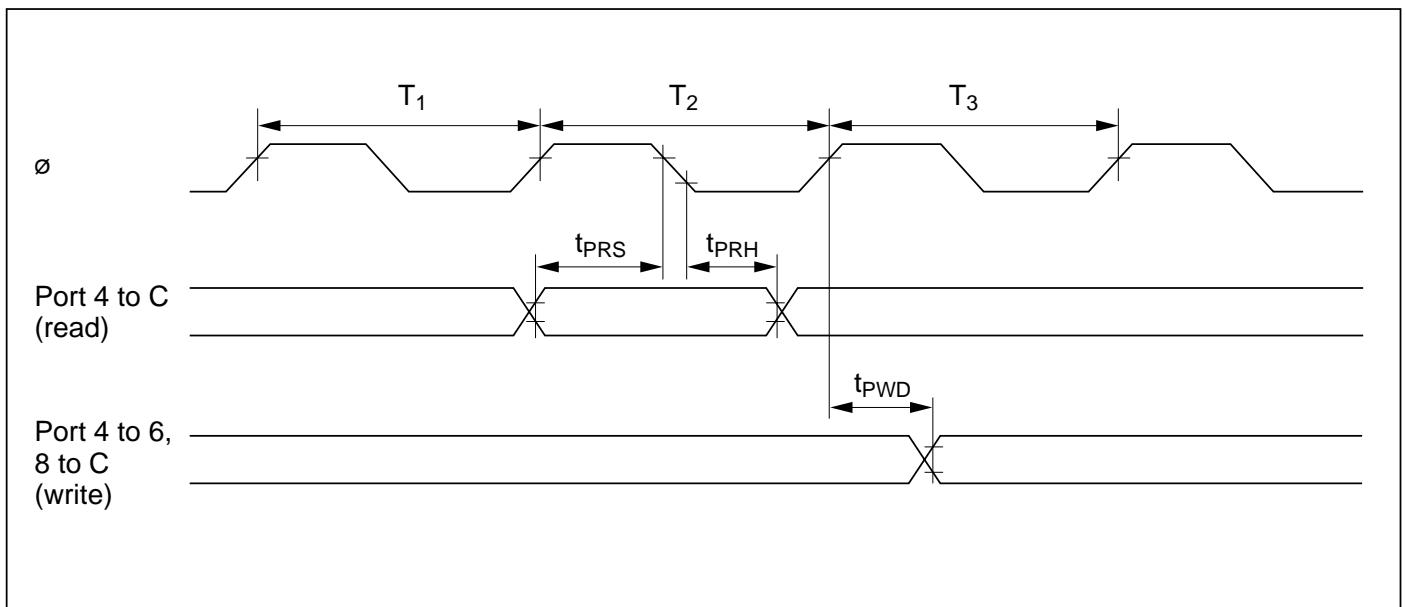 T1 T2 T3
ø
tPRS tPRH
Port 4 to C
(read)
tPWD
Port 4 to 6,
8 to C
(write)